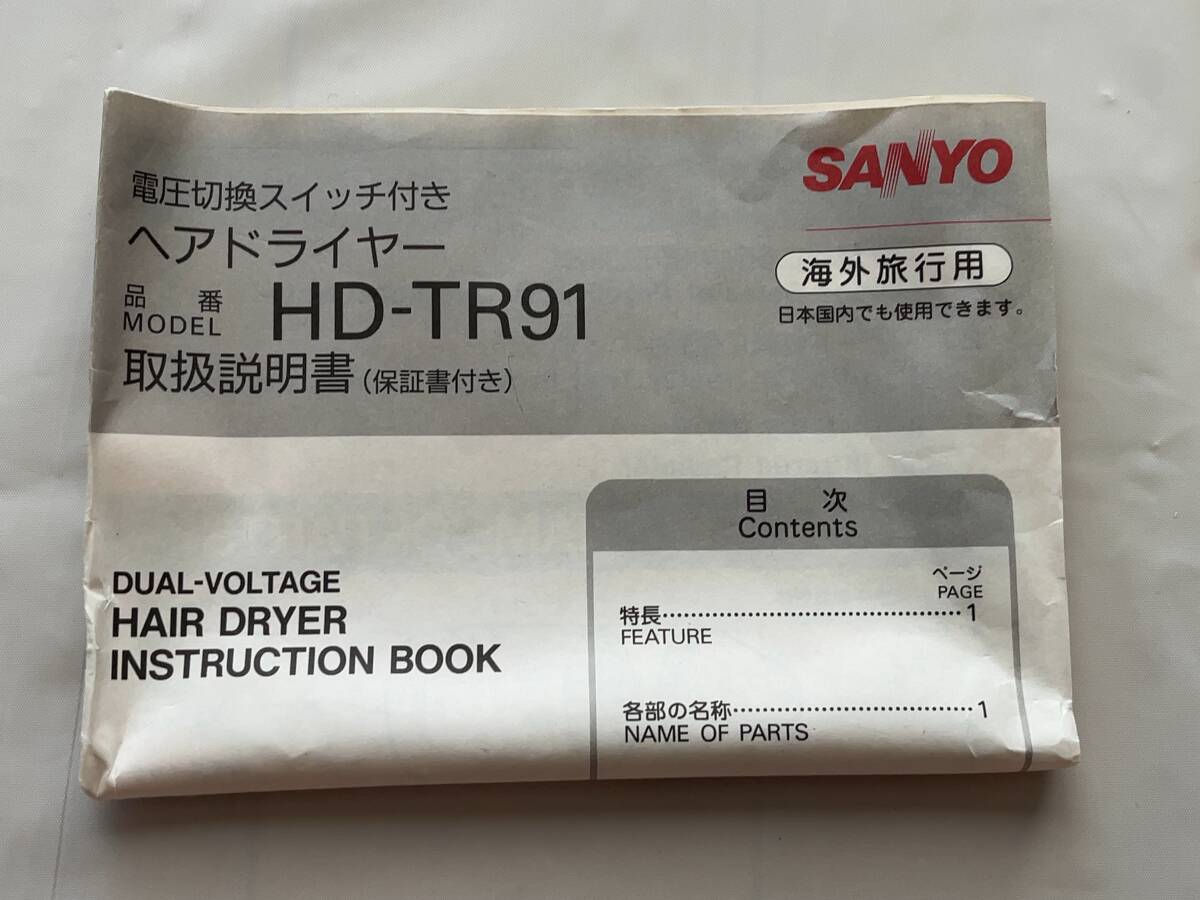 電圧切換スイッチ付き
ヘアドライヤー
品番
MODEL HD-TR91
取扱説明書(保証書付き)
SANYO
海外旅行用
日本国内でも使用できます。
DUAL-VOLTAGE
HAIR DRYER
INSTRUCTION BOOK
目次
Contents
ページ
PAGE
特長……………………………………1
FEATURE
各部の名称……………………………1
NAME OF PARTS